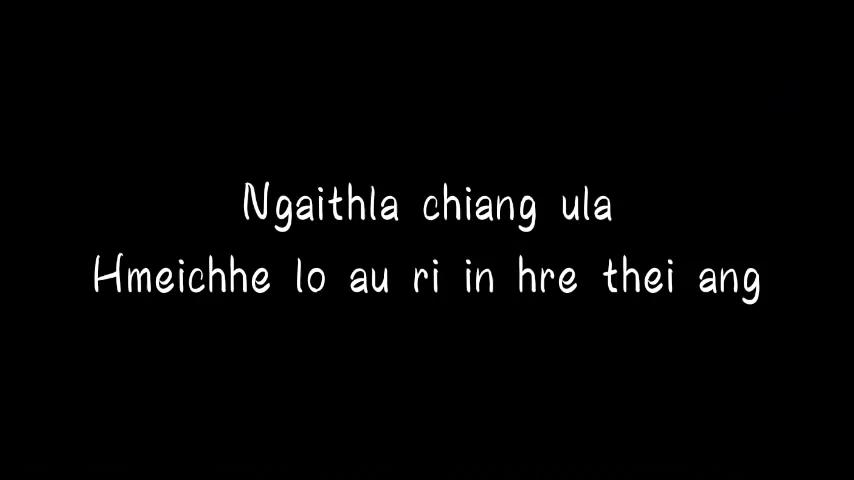 Ngaithla chiang ula
Hmeichhe lo au ri in hre thei ang